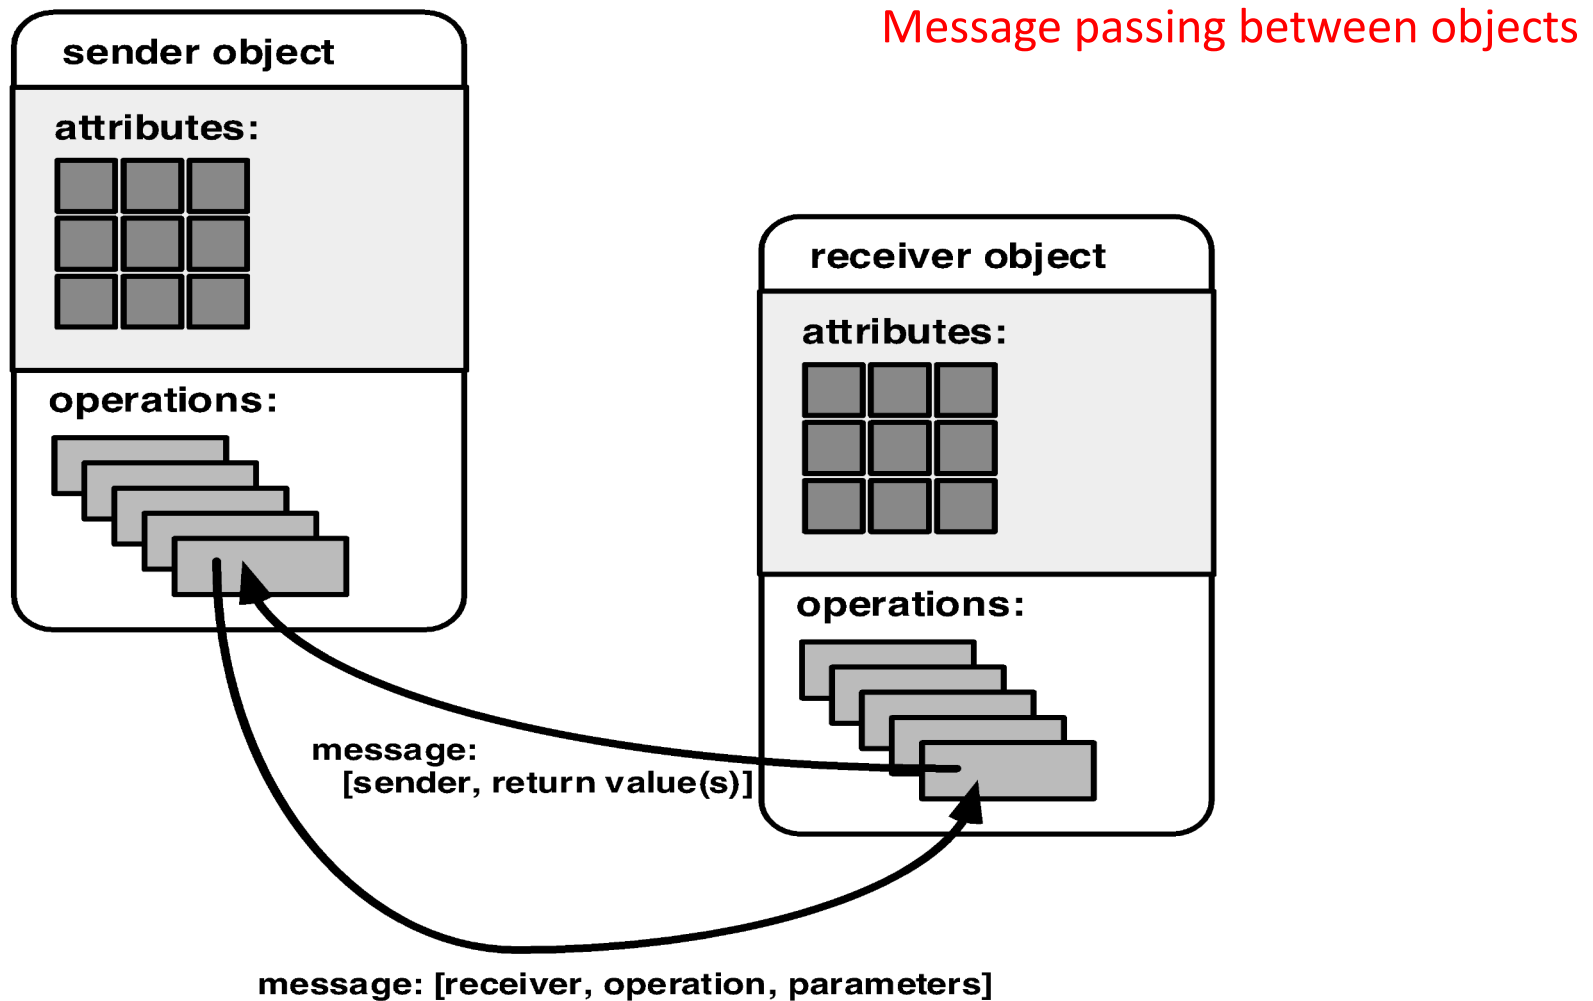 Message passing between objects
sender object
attributes:
operations:
receiver object
attributes:
operations:
message:
[sender, return value(s)]
message: [receiver, operation, parameters]